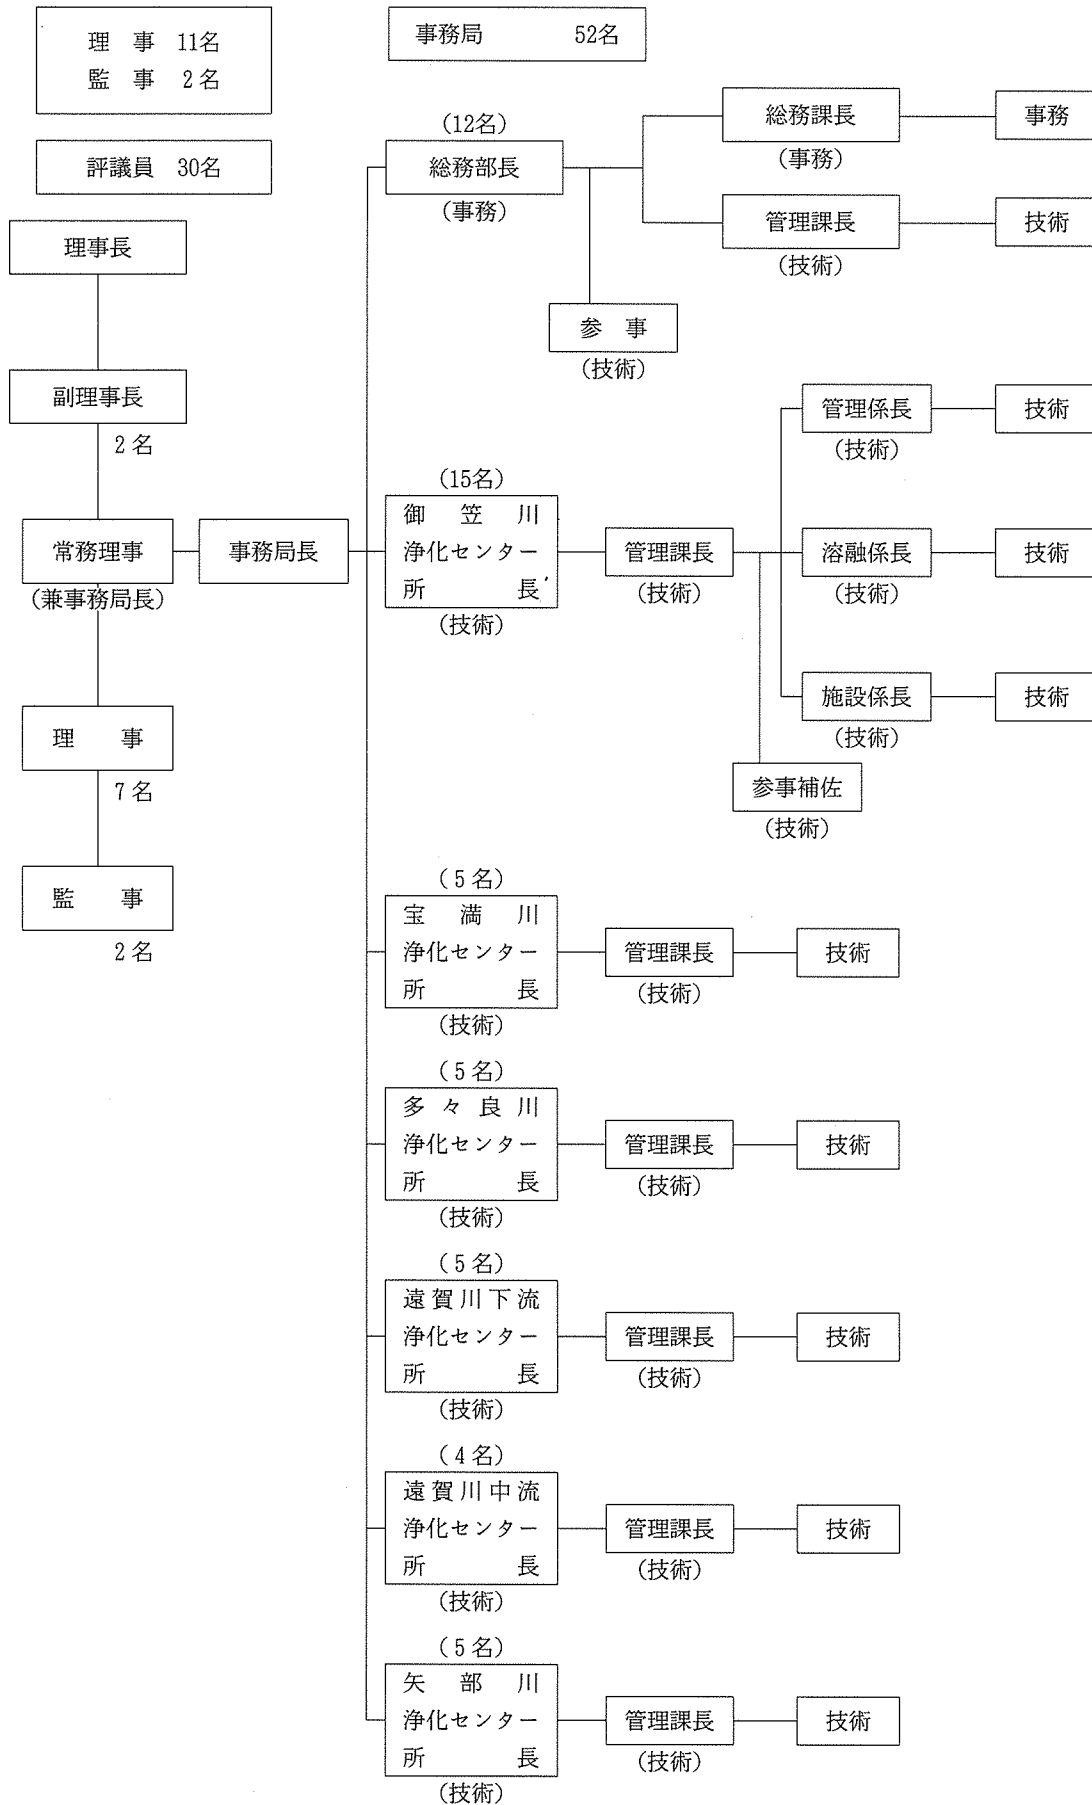 理　事　11名
監　事　2名
評議員　30名
事務局　52名
理事長
副理事長
2名
常務理事
(兼事務局長)
理　事
7名
監　事
2名
事務局長
(12名)
総務部長
(事務)
総務課長
(事務)
事務
管理課長
(技術)
技術
参　事
(技術)
(15名)
御　笠　川
浄化センター
所　　　長
(技術)
管理課長
(技術)
管理係長
(技術)
技術
溶融係長
(技術)
技術
施設係長
(技術)
技術
参事補佐
(技術)
(5名)
宝　満　川
浄化センター
所　　　長
(技術)
管理課長
(技術)
技術
(5名)
多々良川
浄化センター
所　　　長
(技術)
管理課長
(技術)
技術
(5名)
遠賀川下流
浄化センター
所　　　長
(技術)
管理課長
(技術)
技術
(4名)
遠賀川中流
浄化センター
所　　　長
(技術)
管理課長
(技術)
技術
(5名)
矢　部　川
浄化センター
所　　　長
(技術)
管理課長
(技術)
技術